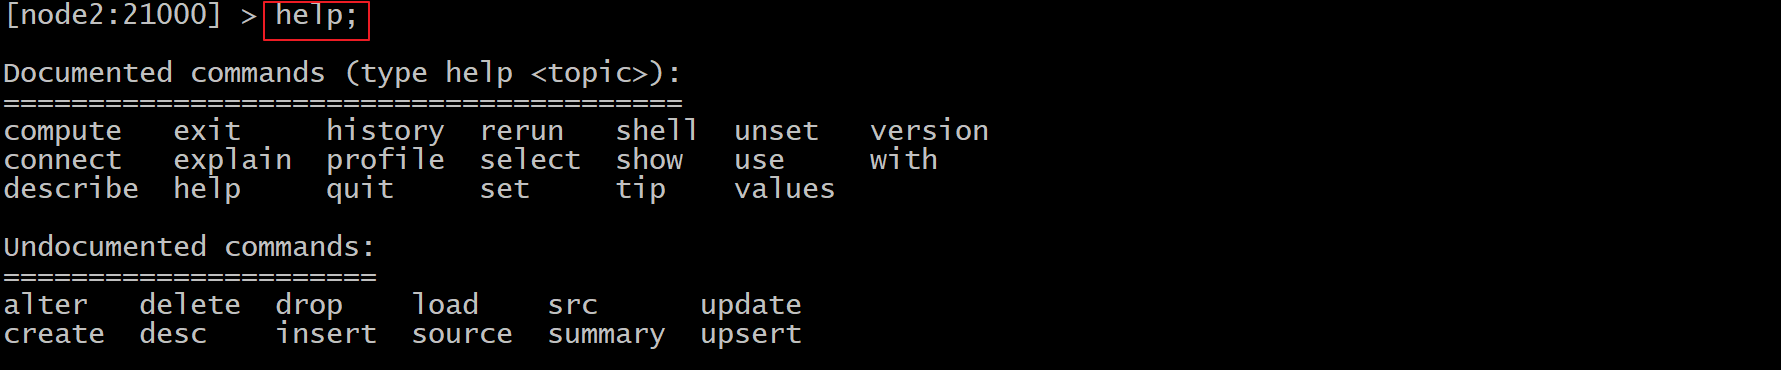 [node2:21000] > help;
Documented commands (type help <topic>):
========================================
compute   exit     history  rerun   shell  unset   version
connect   explain  profile  select  show   use     with
describe  help     quit     set     tip    values
Undocumented commands:
======================
alter   delete  drop    load    src      update
create  desc    insert  source  summary  upsert